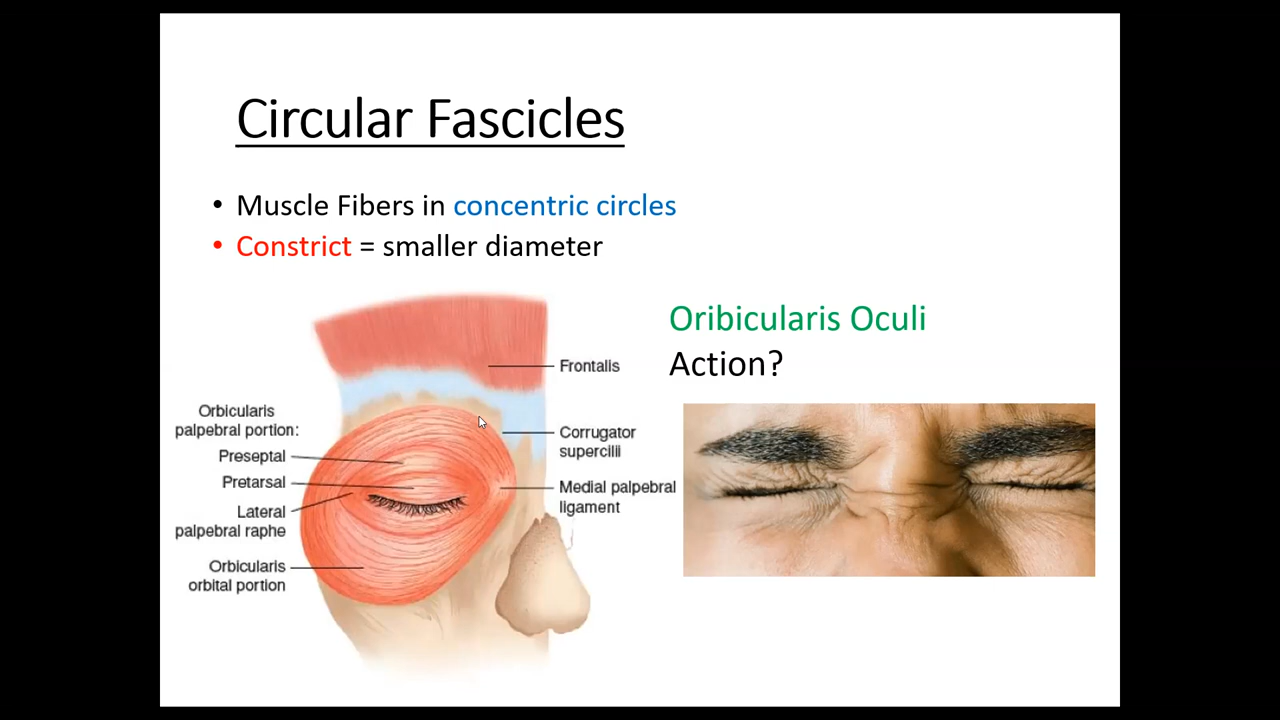 Circular Fascicles
• Muscle Fibers in concentric circles
• Constrict = smaller diameter
Oribicularis Oculi
Action?
Frontalis
Orbicularis
palpebral portion:
Corrugator
supercilii
Preseptal
Pretarsal
Medial palpebral
ligament
Lateral
palpebral raphe
Orbicularis
orbital portion